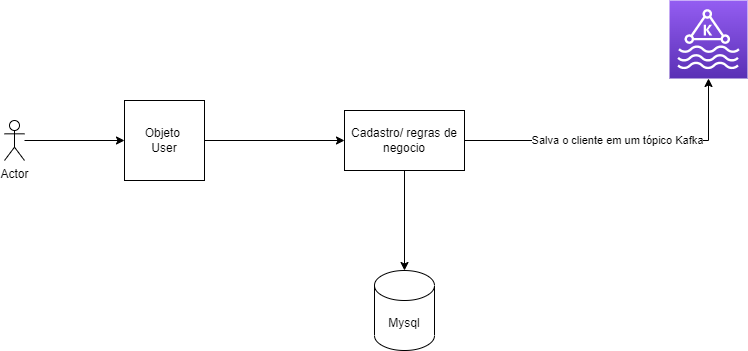 K
Objeto
User
Cadastro/ regras de
negocio
Salva o cliente em um tópico Kafka
Actor
Mysql